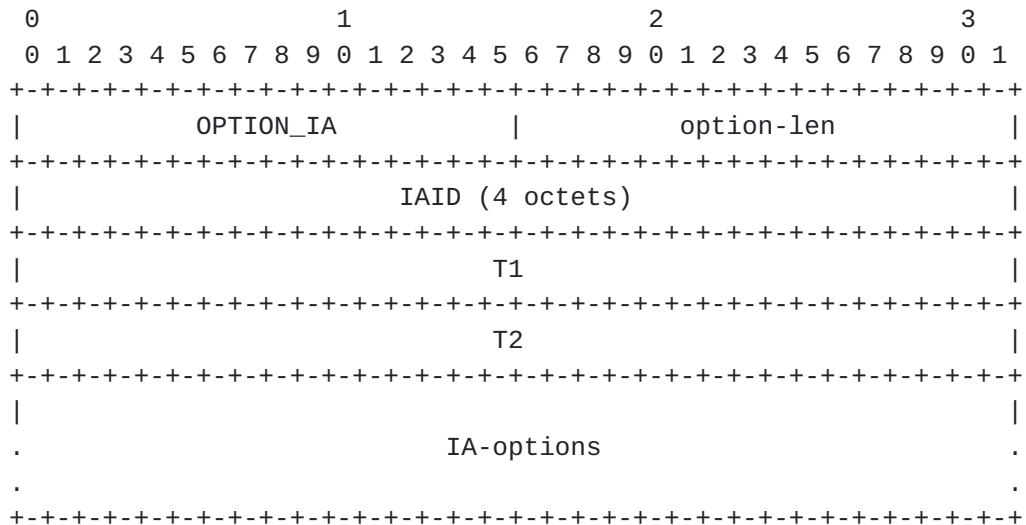 0                   1                   2                   3
 0 1 2 3 4 5 6 7 8 9 0 1 2 3 4 5 6 7 8 9 0 1 2 3 4 5 6 7 8 9 0 1
+-+-+-+-+-+-+-+-+-+-+-+-+-+-+-+-+-+-+-+-+-+-+-+-+-+-+-+-+-+-+-+-+
|           OPTION_IA           |          option-len           |
+-+-+-+-+-+-+-+-+-+-+-+-+-+-+-+-+-+-+-+-+-+-+-+-+-+-+-+-+-+-+-+-+
|                        IAID (4 octets)                        |
+-+-+-+-+-+-+-+-+-+-+-+-+-+-+-+-+-+-+-+-+-+-+-+-+-+-+-+-+-+-+-+-+
|                              T1                               |
+-+-+-+-+-+-+-+-+-+-+-+-+-+-+-+-+-+-+-+-+-+-+-+-+-+-+-+-+-+-+-+-+
|                              T2                               |
+-+-+-+-+-+-+-+-+-+-+-+-+-+-+-+-+-+-+-+-+-+-+-+-+-+-+-+-+-+-+-+-+
|                                                               |
.                           IA-options                          .
.                                                               .
+-+-+-+-+-+-+-+-+-+-+-+-+-+-+-+-+-+-+-+-+-+-+-+-+-+-+-+-+-+-+-+-+